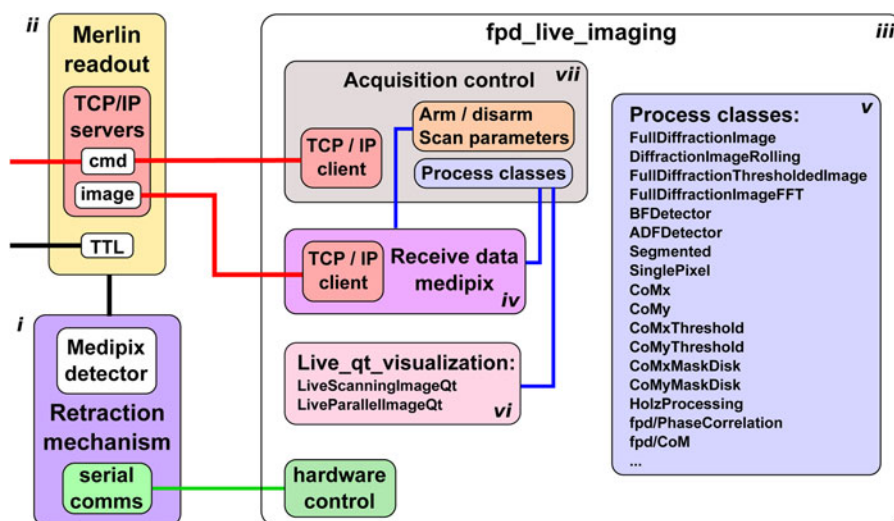 ii
Merlin
readout
TCP/IP
servers
cmd
image
TTL
i
Medipix
detector
Retraction
mechanism
serial
comms
fpd_live_imaging
iii
Acquisition control
vii
TCP / IP
client
Arm / disarm
Scan parameters
Process classes
TCP / IP
client
Receive data
medipix
iv
Live_qt_visualization:
LiveScanningImageQt
LiveParallelImageQt
vi
hardware
control
Process classes:
v
FullDiffractionImage
DiffractionImageRolling
FullDiffractionThresholdedImage
FullDiffractionImageFFT
BFDetector
ADFDetector
Segmented
SinglePixel
CoMx
CoMy
CoMxThreshold
CoMyThreshold
CoMxMaskDisk
CoMyMaskDisk
HolzProcessing
fpd/PhaseCorrelation
fpd/CoM
...